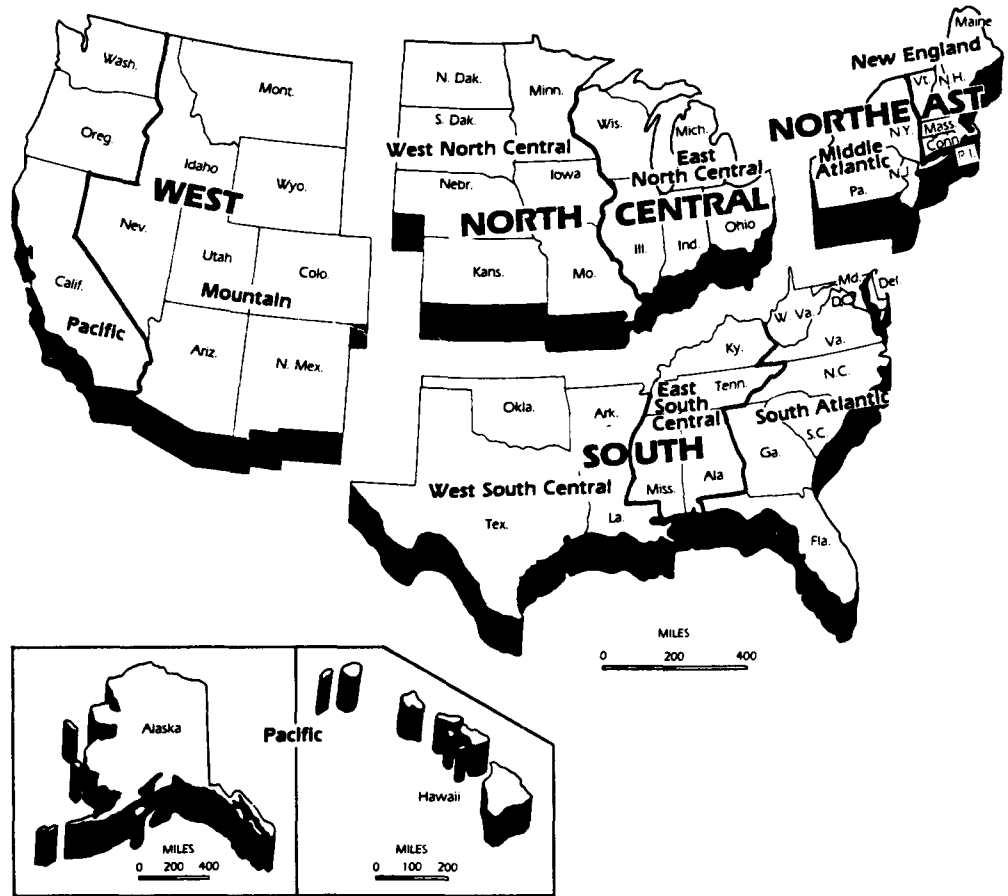 Wash.
Mont.
Oreg.
Idaho
Wyo.
WEST
Nev.
Utah
Colo.
Calif.
Mountain
Pacific
Ariz.
N. Mex.
N. Dak.
Minn.
S. Dak.
West North Central
Nebr.
Iowa
NORTH CENTRAL
Kans.
Mo.
Wis.
Mich.
East
North Central
Ill.
Ind.
Ohio
Maine
New England
Vt.
N.H.
NORTHEAST
N.Y.
Mass
Conn
Middle
Atlantic
N.J.
Pa.
Md.
Del.
D.C.
W. Va.
Va.
Ky.
N.C.
Tenn.
East
South
Central
South Atlantic
S.C.
Okla.
Ark.
SOUTH
Ga.
Ala
Miss.
West South Central
Tex.
La.
Fla.
MILES
0 200 400
Alaska
Pacific
Hawaii
MILES
0 200 400
MILES
0 100 200